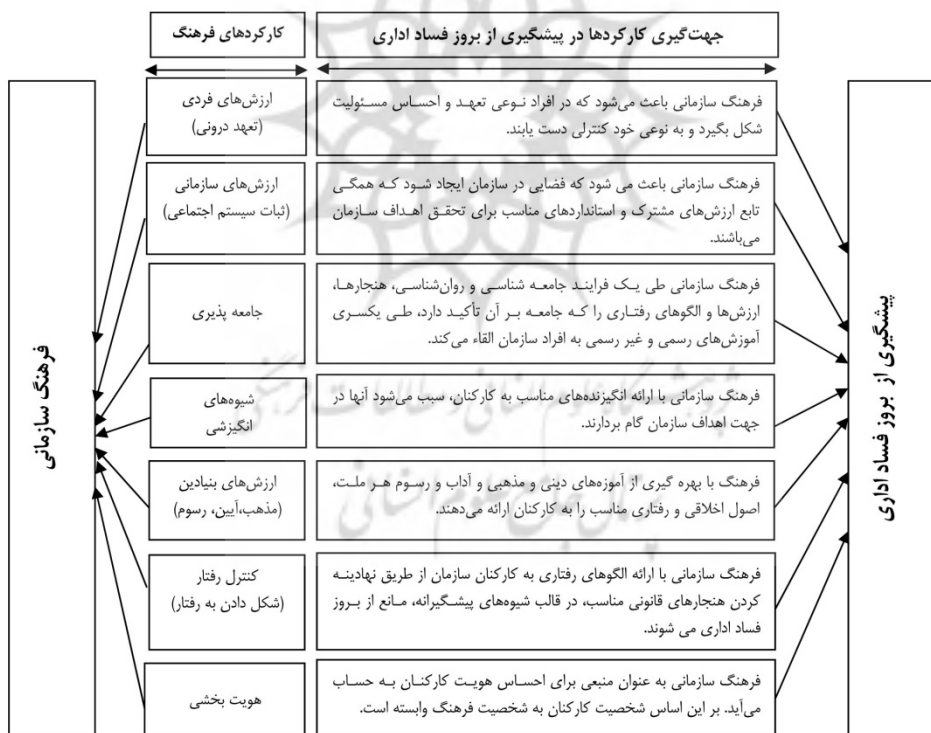 جهت‌گیری کارکردها در پیشگیری از بروز فساد اداری
کارکردهای فرهنگ
پیشگیری از بروز فساد اداری
فرهنگ سازمانی باعث می‌شود که در افراد نوعی تعهد و احساس مسئولیت
شکل بگیرد و به نوعی خود کنترلی دست یابند.
ارزش‌های فردی
(تعهد درونی)
فرهنگ سازمانی باعث می شود که فضایی در سازمان ایجاد شود که همگی
تابع ارزش‌های مشترک و استانداردهای مناسب برای تحقق اهداف سازمان
می‌باشند.
ارزش‌های سازمانی
(ثبات سیستم اجتماعی)
فرهنگ سازمانی طی یک فرایند جامعه شناسی و روان‌شناسی، هنجارها،
ارزش‌ها و الگوهای رفتاری را که جامعه بر آن تأکید دارد، طی یکسری
آموزش‌های رسمی و غیر رسمی به افراد سازمان القاء می‌کند.
جامعه پذیری
فرهنگ سازمانی با ارائه انگیزنده‌های مناسب به کارکنان، سبب می‌شود آنها در
جهت اهداف سازمان گام بردارند.
شیوه‌های
انگیزشی
فرهنگ با بهره گیری از آموزه‌های دینی و مذهبی و آداب و رسوم هر ملت،
اصول اخلاقی و رفتاری مناسب را به کارکنان ارائه می‌دهند.
ارزش‌های بنیادین
(مذهب،آیین، رسوم)
فرهنگ سازمانی با ارائه الگوهای رفتاری به کارکنان سازمان از طریق نهادینه
کردن هنجارهای قانونی مناسب، در قالب شیوه‌های پیشگیرانه، مانع از بروز
فساد اداری می شوند.
کنترل رفتار
(شکل دادن به رفتار)
فرهنگ سازمانی به عنوان منبعی برای احساس هویت کارکنان به حساب
می‌آید. بر این اساس شخصیت کارکنان به شخصیت فرهنگ وابسته است.
هویت بخشی
فرهنگ سازمانی
پژوهشگاه علوم انسانی و مطالعات فرهنگی
پرتال جامع علوم انسانی